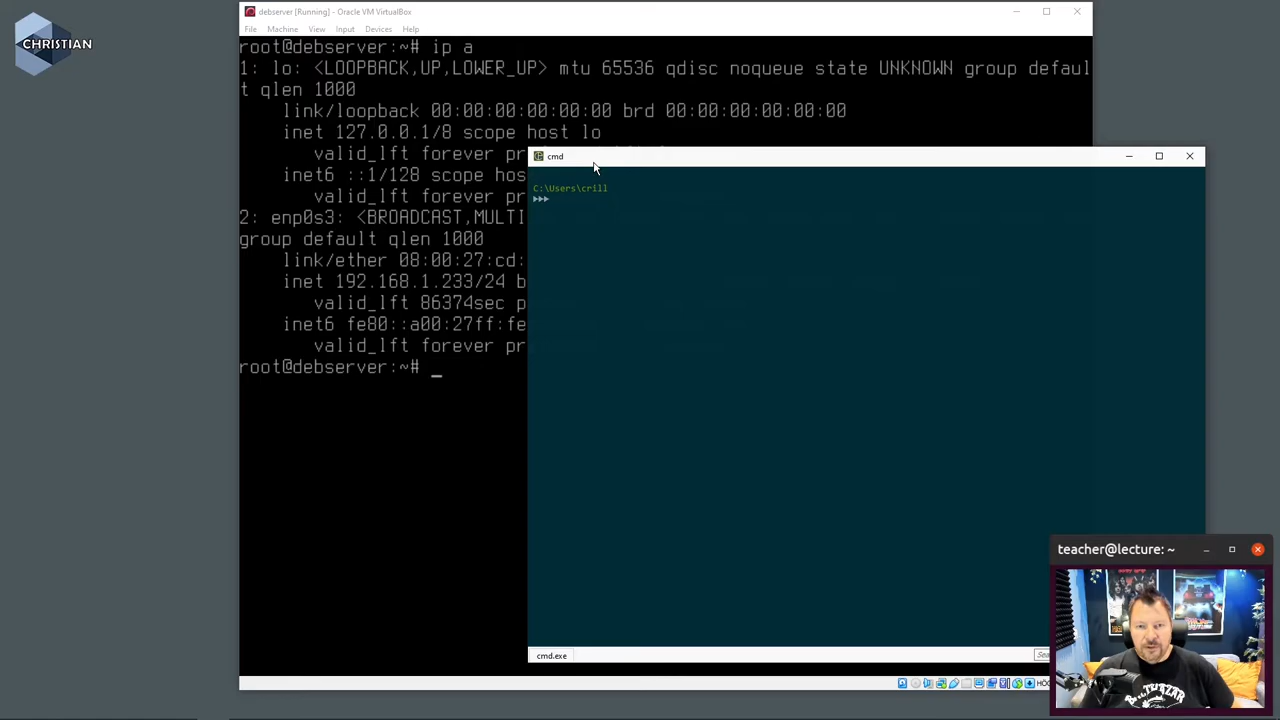 CHRISTIAN
debserver [Running] - Oracle VM VirtualBox
File Machine View Input Devices Help
root@debserver:~# ip a
1: lo: <LOOPBACK,UP,LOWER_UP> mtu 65536 qdisc noqueue state UNKNOWN group defaul
t qlen 1000
link/loopback 00:00:00:00:00:00 brd 00:00:00:00:00:00
inet 127.0.0.1/8 scope host lo
valid_lft forever pr
inet6 ::1/128 scope hos
valid_lft forever pr
2: enp0s3: <BROADCAST,MULTI
group default qlen 1000
link/ether 08:00:27:cd:
inet 192.168.1.233/24 b
valid_lft 86374sec p
inet6 fe80::a00:27ff:fe
valid_lft forever pr
root@debserver:~# _
cmd
C:\Users\crill
cmd.exe
teacher@lecture: ~